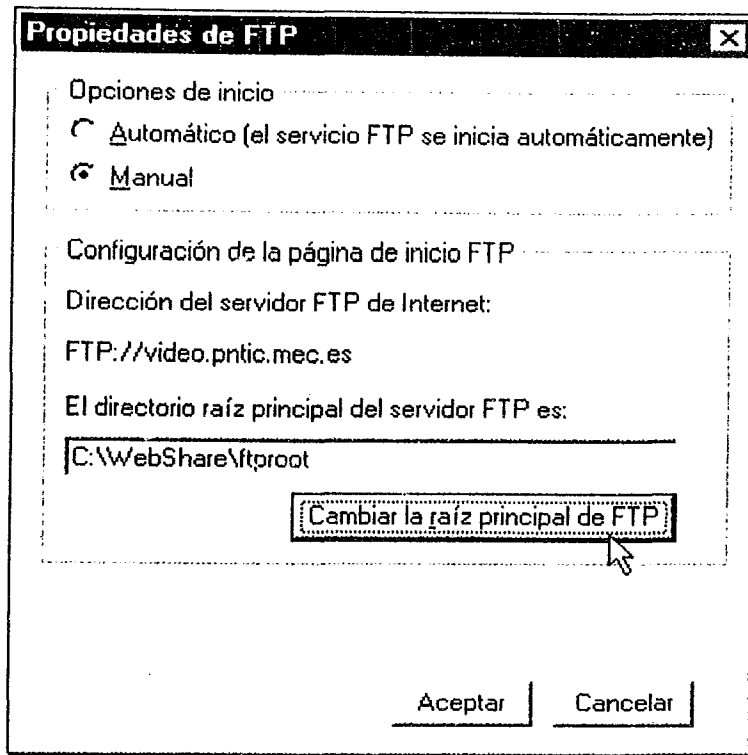 Propiedades de FTP
Opciones de inicio
Automático (el servicio FTP se inicia automáticamente)
Manual
Configuración de la página de inicio FTP
Dirección del servidor FTP de Internet:
FTP://video.pntic.mec.es
El directorio raíz principal del servidor FTP es:
C:\WebShare\ftproot
Cambiar la raíz principal de FTP
Aceptar
Cancelar